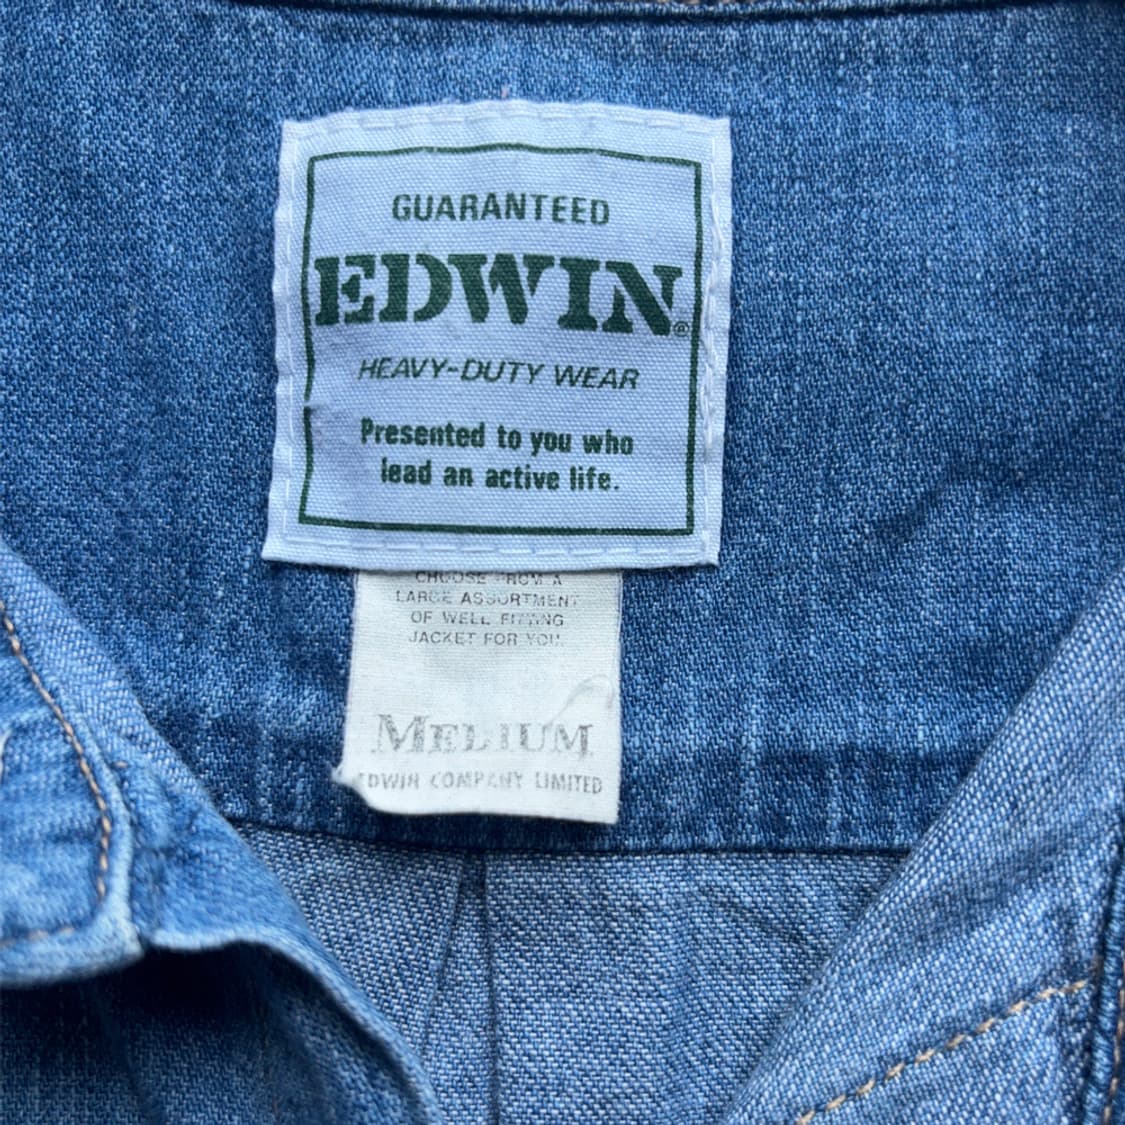 GUARANTEED
EDWIN®
HEAVY-DUTY WEAR
Presented to you who
lead an active life.
CHOOSE FROM A
LARGE ASSORTMENT
OF WELL FITTING
JACKET FOR YOU.
MEDIUM
EDWIN COMPANY LIMITED